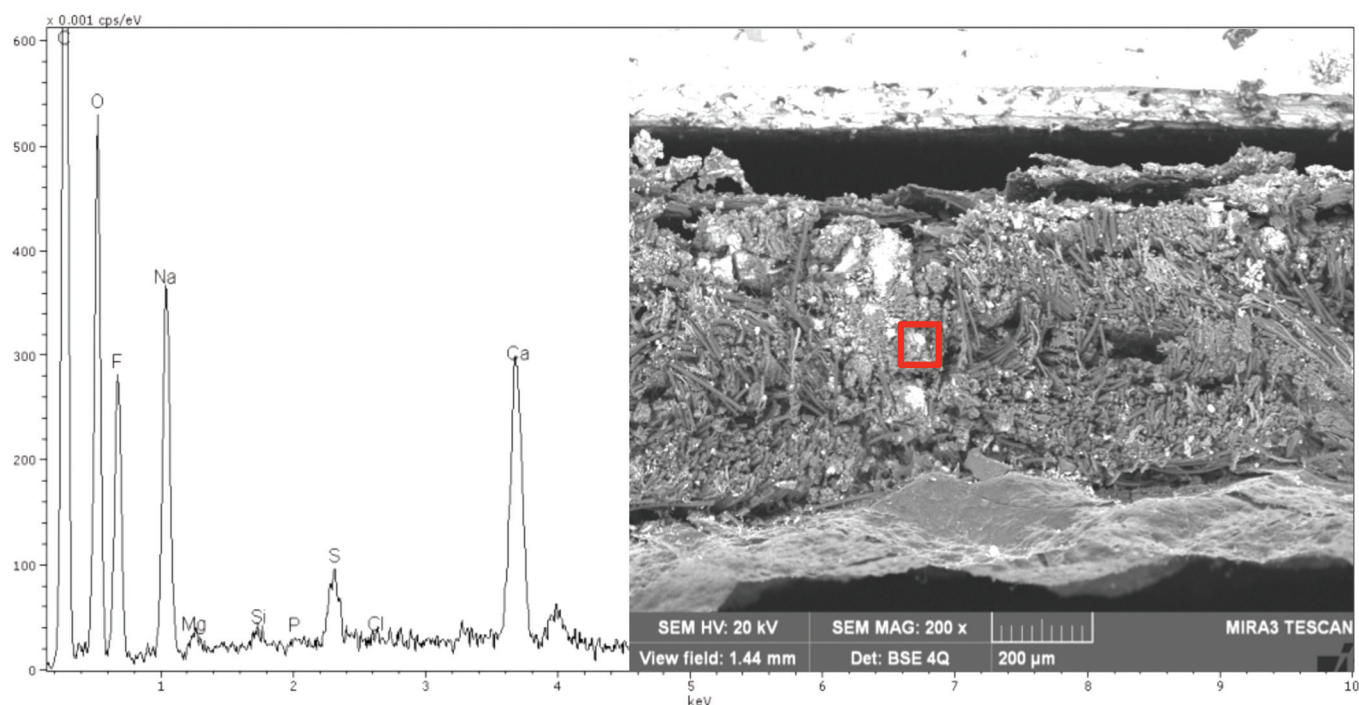 x 0.001 cps/eV
600
500
400
300
200
100
0
C
O
F
Na
Mg
Si
P
S
Cl
Ca
SEM HV: 20 kV SEM MAG: 200 x MIRA3 TESCAN
View field: 1.44 mm Det: BSE 4Q 200 µm
1 2 3 4 5 6 7 8 9 10
keV